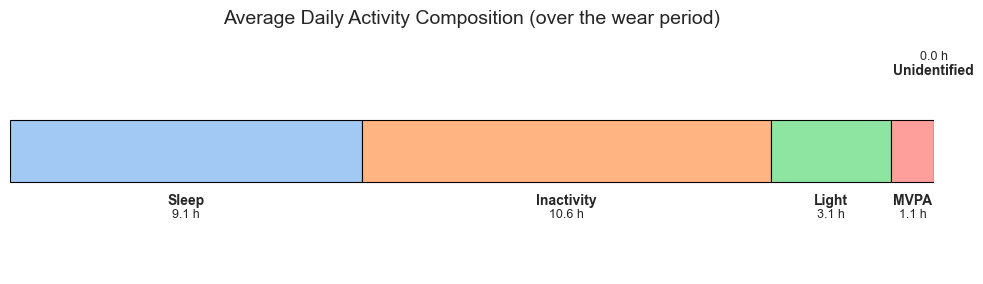 Average Daily Activity Composition (over the wear period)
0.0 h
Unidentified
Sleep
9.1 h
Inactivity
10.6 h
Light
3.1 h
MVPA
1.1 h